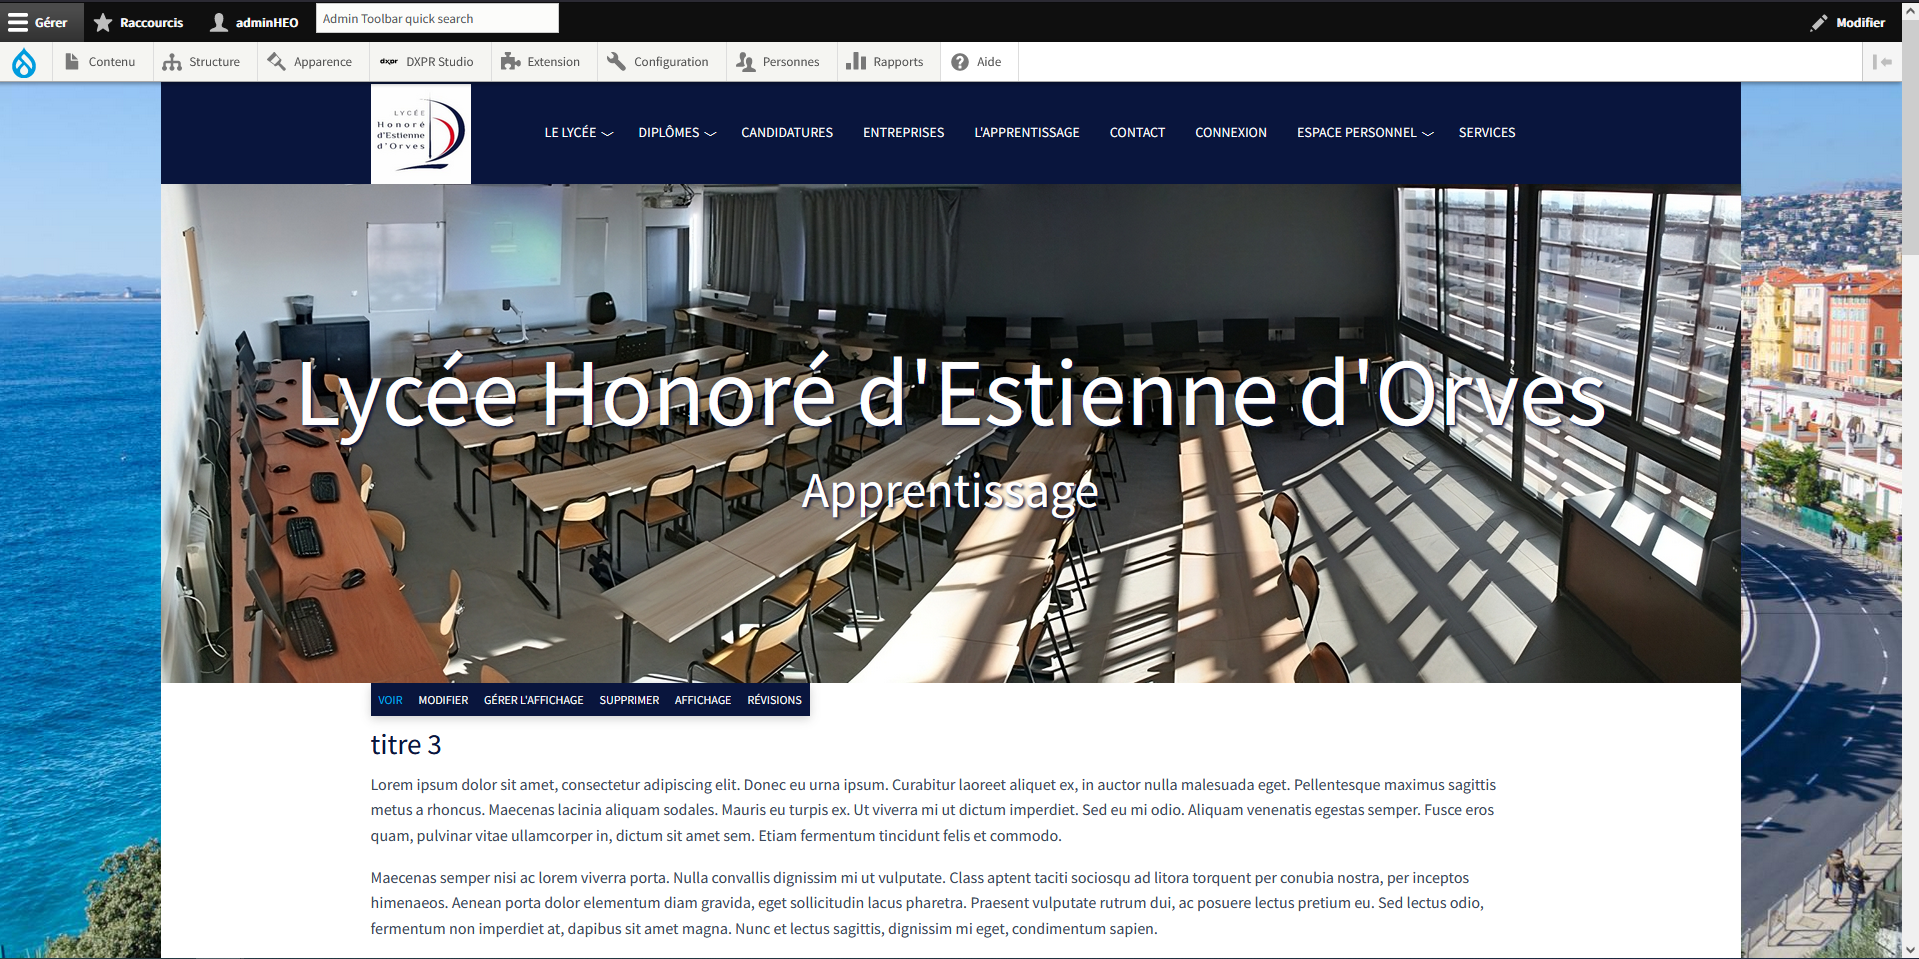 Gérer Raccourcis adminHEO Admin Toolbar quick search Modifier
Contenu Structure Apparence dxpr DXPR Studio Extension Configuration Personnes Rapports Aide
LYCÉE
Honoré
d'Estienne
d'Orves
LE LYCÉE DIPLÔMES CANDIDATURES ENTREPRISES L'APPRENTISSAGE CONTACT CONNEXION ESPACE PERSONNEL SERVICES
Lycée Honoré d'Estienne d'Orves
Apprentissage
VOIR MODIFIER GÉRER L'AFFICHAGE SUPPRIMER AFFICHAGE RÉVISIONS
titre 3
Lorem ipsum dolor sit amet, consectetur adipiscing elit. Donec eu urna ipsum. Curabitur laoreet aliquet ex, in auctor nulla malesuada eget. Pellentesque maximus sagittis
metus a rhoncus. Maecenas lacinia aliquam sodales. Mauris eu turpis ex. Ut viverra mi ut dictum imperdiet. Sed eu mi odio. Aliquam venenatis egestas semper. Fusce eros
quam, pulvinar vitae ullamcorper in, dictum sit amet sem. Etiam fermentum tincidunt felis et commodo.
Maecenas semper nisi ac lorem viverra porta. Nulla convallis dignissim mi ut vulputate. Class aptent taciti sociosqu ad litora torquent per conubia nostra, per inceptos
himenaeos. Aenean porta dolor elementum diam gravida, eget sollicitudin lacus pharetra. Praesent vulputate rutrum dui, ac posuere lectus pretium eu. Sed lectus odio,
fermentum non imperdiet at, dapibus sit amet magna. Nunc et lectus sagittis, dignissim mi eget, condimentum sapien.